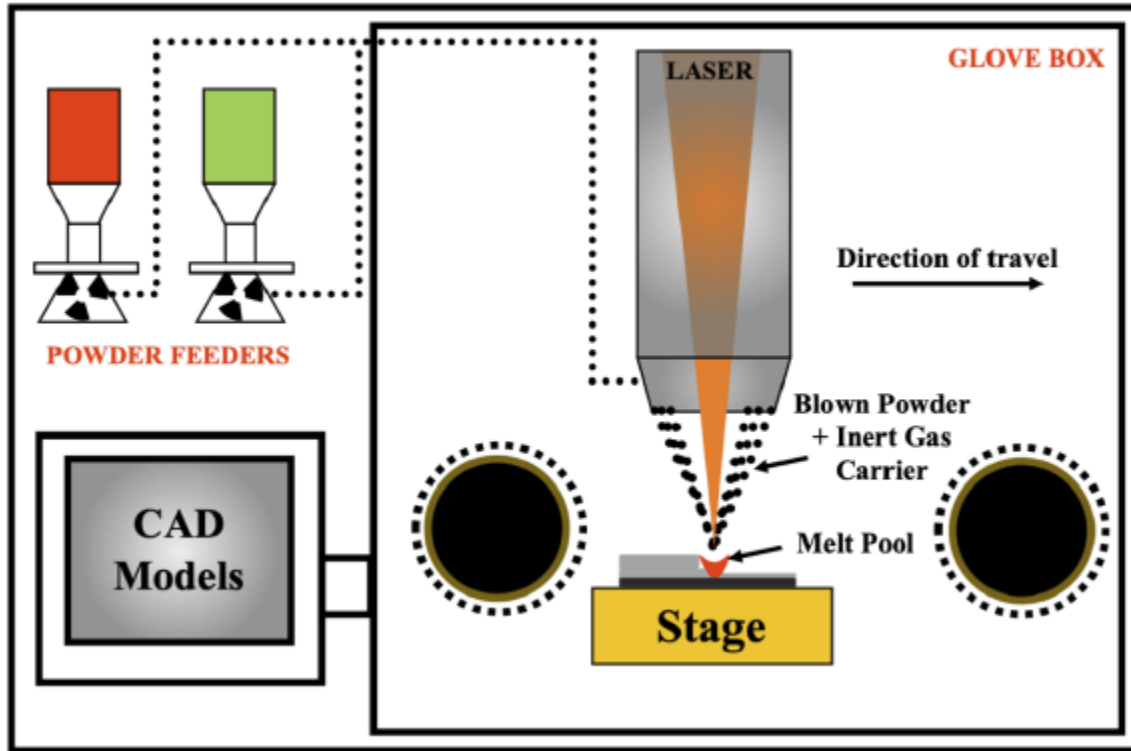 GLOVE BOX
LASER
POWDER FEEDERS
Direction of travel
Blown Powder
+ Inert Gas
Carrier
CAD
Models
Melt Pool
Stage